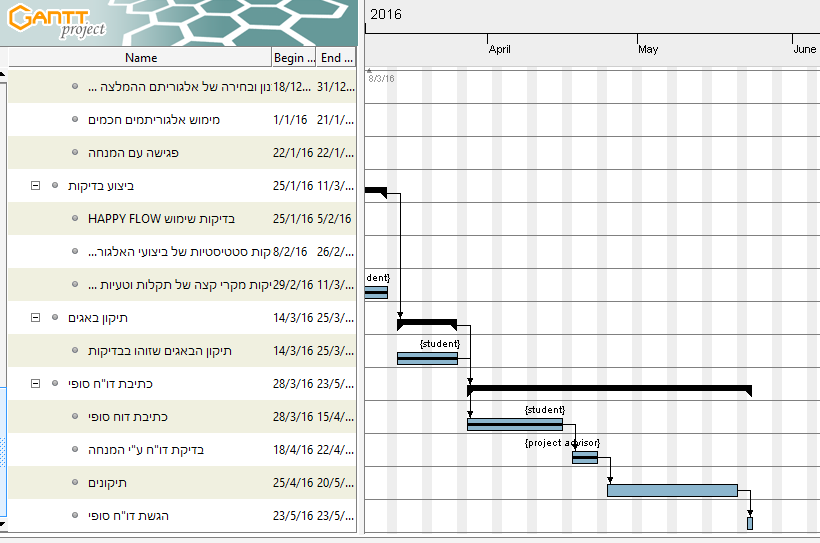 GANTT
project
2016
April May June
Name Begin ... End ...
8/3/16
נון ובחירה של אלגוריתם ההמלצה ... 18/12... 31/12...
מימוש אלגוריתמים חכמים 1/1/16 21/1/...
פגישה עם המנחה 22/1/16 22/1/...
ביצוע בדיקות 25/1/16 11/3/...
בדיקות שימוש HAPPY FLOW 25/1/16 5/2/16
קות סטטיסטיות של ביצועי האלגור... 8/2/16 26/2/...
יקות מקרי קצה של תקלות וטעיות ... 29/2/16 11/3/...
dent}
תיקון באגים 14/3/16 25/3/...
תיקון הבאגים שזוהו בבדיקות 14/3/16 25/3/...
{student}
כתיבת דו"ח סופי 28/3/16 23/5/...
כתיבת דוח סופי 28/3/16 15/4/...
{student}
בדיקת דו"ח ע"י המנחה 18/4/16 22/4/...
{project advisor}
תיקונים 25/4/16 20/5/...
הגשת דו"ח סופי 23/5/16 23/5/...